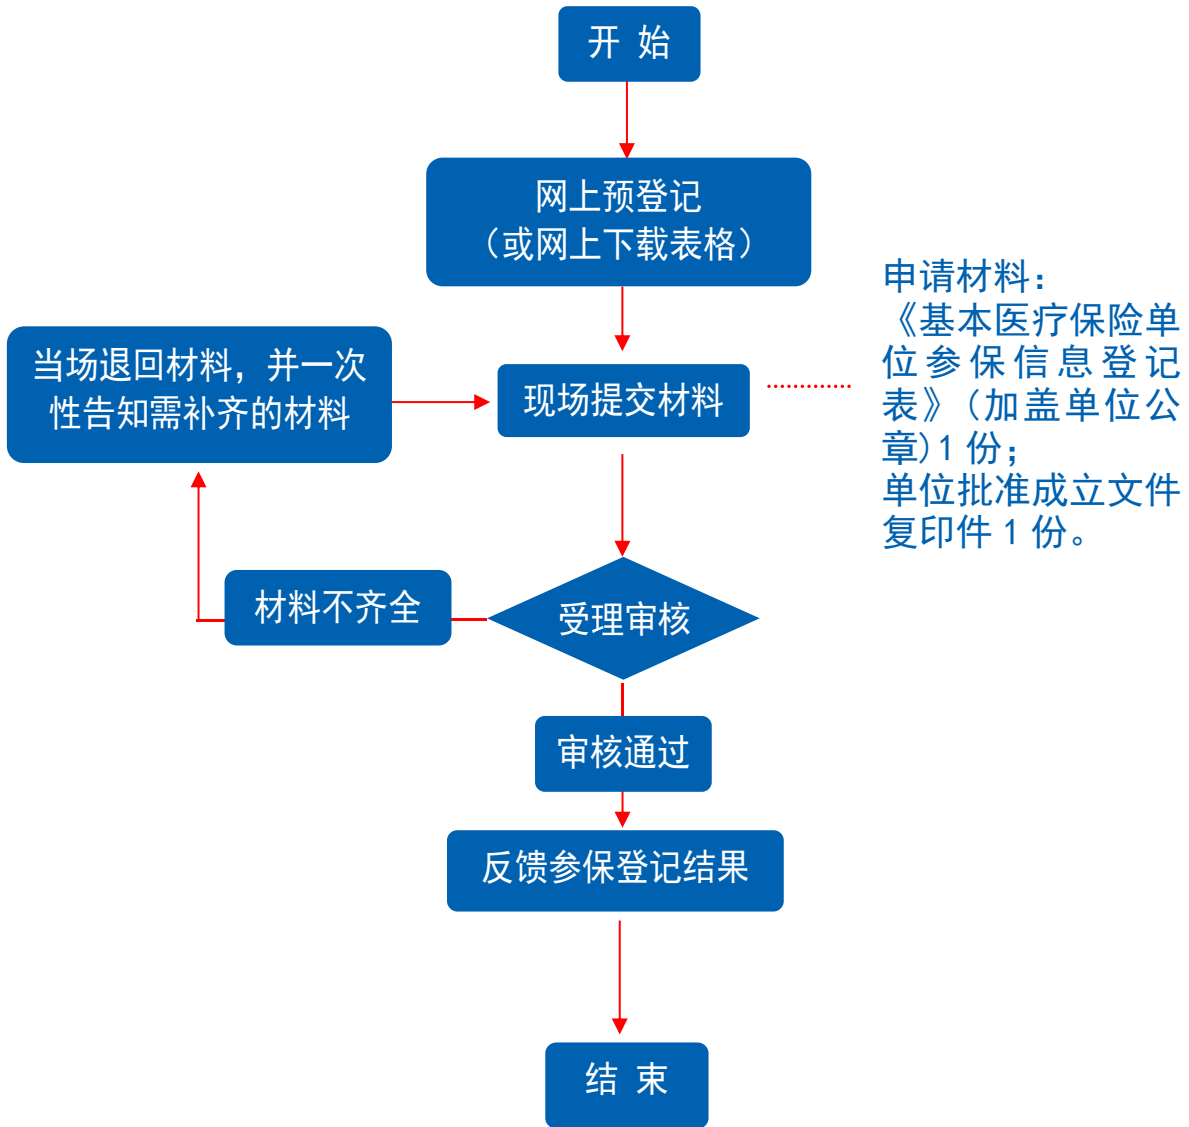 开 始
网上预登记
（或网上下载表格）
申请材料：
《基本医疗保险单
位参保信息登记
表》(加盖单位公
章)1 份；
单位批准成立文件
复印件 1 份。
当场退回材料，并一次
性告知需补齐的材料
现场提交材料
材料不齐全
受理审核
审核通过
反馈参保登记结果
结 束